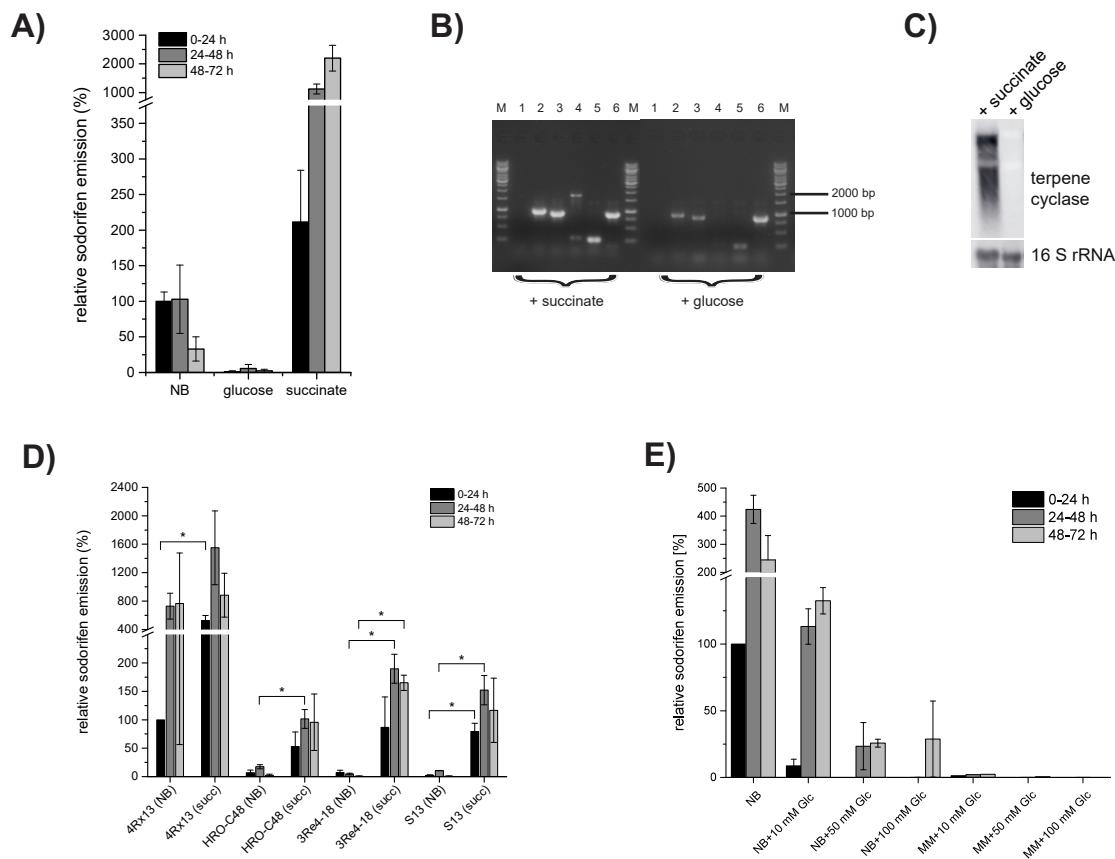 A)
0-24 h
24-48 h
48-72 h
relative sodorifen emission (%)
3000
2000
1000
350
300
250
200
150
100
50
0
NB glucose succinate
B)
M 1 2 3 4 5 6 M 1 2 3 4 5 6 M
2000 bp
1000 bp
+ succinate + glucose
C)
+ succinate
+ glucose
terpene
cyclase
16 S rRNA
D)
0-24 h
24-48 h
48-72 h
relative sodorifen emission (%)
2400
2000
1600
1200
800
400
200
150
100
50
0
* * * * * *
4Rx13 (NB)
4Rx13 (succ)
HRO-C48 (NB)
HRO-C48 (succ)
3Re4-18 (NB)
3Re4-18 (succ)
S13 (NB)
S13 (succ)
E)
0-24 h
24-48 h
48-72 h
relative sodorifen emission [%]
500
400
300
200
100
50
25
0
NB
NB+10 mM Glc
NB+50 mM Glc
NB+100 mM Glc
MM+10 mM Glc
MM+50 mM Glc
MM+100 mM Glc